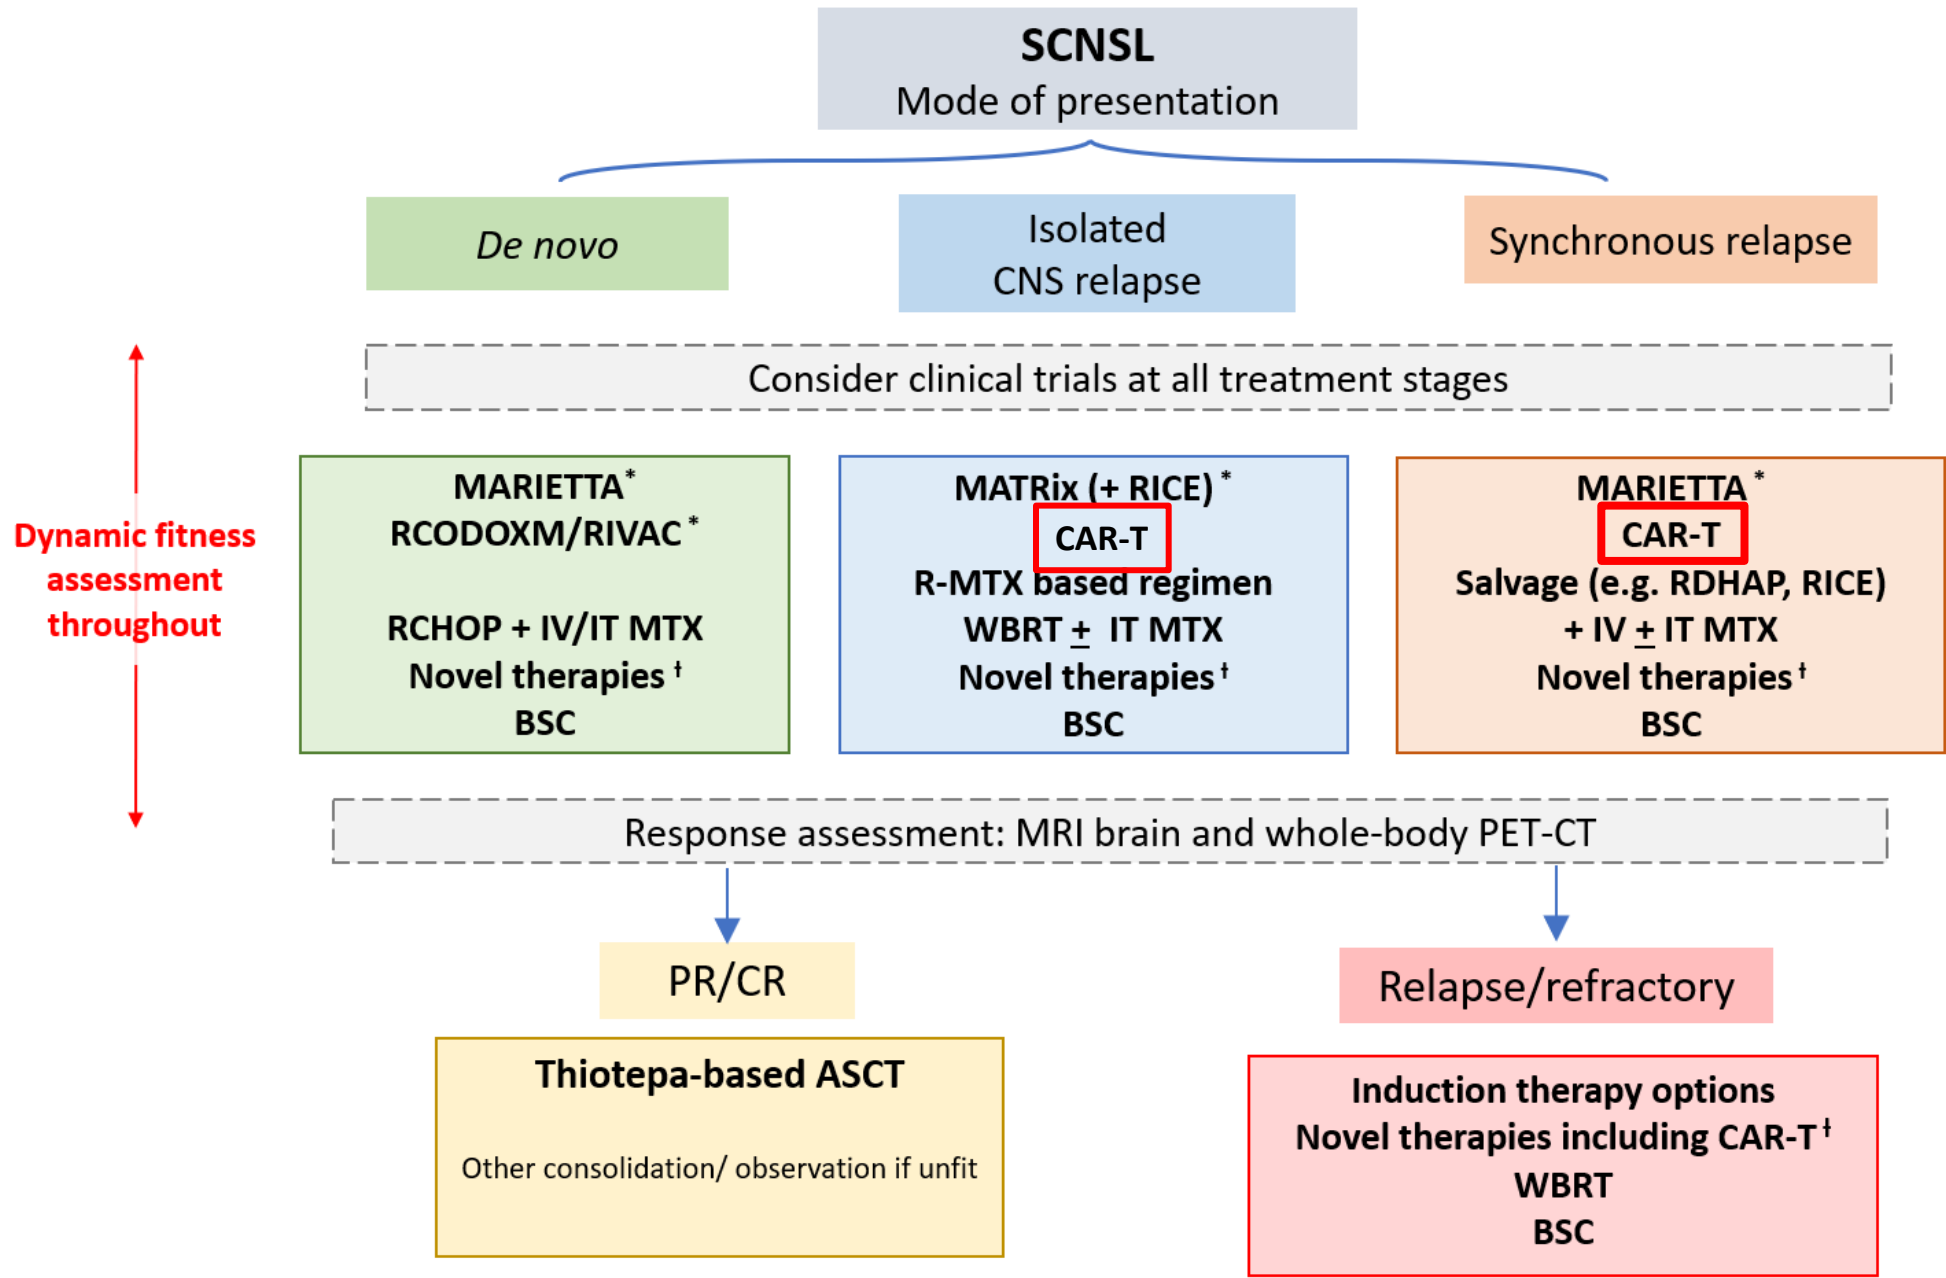 SCNSL
Mode of presentation
De novo
Isolated
CNS relapse
Synchronous relapse
Consider clinical trials at all treatment stages
Dynamic fitness
assessment
throughout
MARIETTA*
RCODOXM/RIVAC*
RCHOP + IV/IT MTX
Novel therapies ƚ
BSC
MATRix (+ RICE) *
CAR-T
R-MTX based regimen
WBRT ± IT MTX
Novel therapies ƚ
BSC
MARIETTA *
CAR-T
Salvage (e.g. RDHAP, RICE)
+ IV ± IT MTX
Novel therapies ƚ
BSC
Response assessment: MRI brain and whole-body PET-CT
PR/CR
Thiotepa-based ASCT
Other consolidation/ observation if unfit
Relapse/refractory
Induction therapy options
Novel therapies including CAR-T ƚ
WBRT
BSC